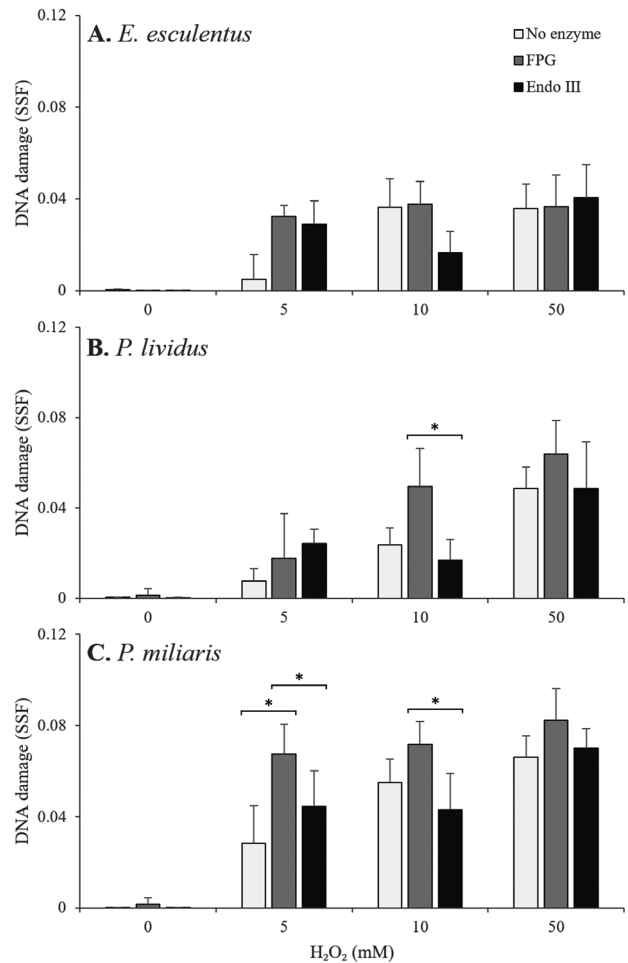 0.12
A. E. esculentus
No enzyme
FPG
Endo III
0.08
DNA damage (SSF)
0.04
0
0 5 10 50
0.12
B. P. lividus
0.08
*
DNA damage (SSF)
0.04
0
0 5 10 50
0.12
C. P. miliaris
* * *
0.08
DNA damage (SSF)
0.04
0
0 5 10 50
H₂O₂ (mM)